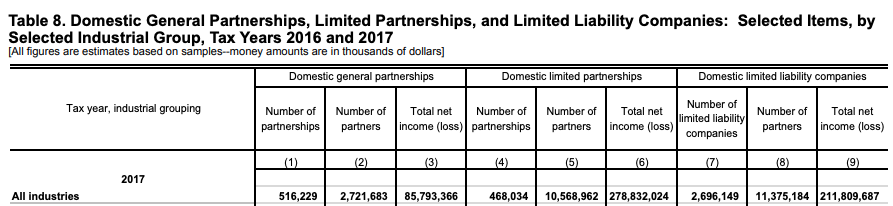 Table 8. Domestic General Partnerships, Limited Partnerships, and Limited Liability Companies:  Selected Items, by
Selected Industrial Group, Tax Years 2016 and 2017
[All figures are estimates based on samples--money amounts are in thousands of dollars]
Domestic general partnerships Domestic limited partnerships Domestic limited liability companies
Tax year, industrial grouping
Number of partnerships Number of partners Total net income (loss) Number of partnerships Number of partners Total net income (loss) Number of limited liability companies Number of partners Total net income (loss)
(1) (2) (3) (4) (5) (6) (7) (8) (9)
2017
All industries 516,229 2,721,683 85,793,366 468,034 10,568,962 278,832,024 2,696,149 11,375,184 211,809,687